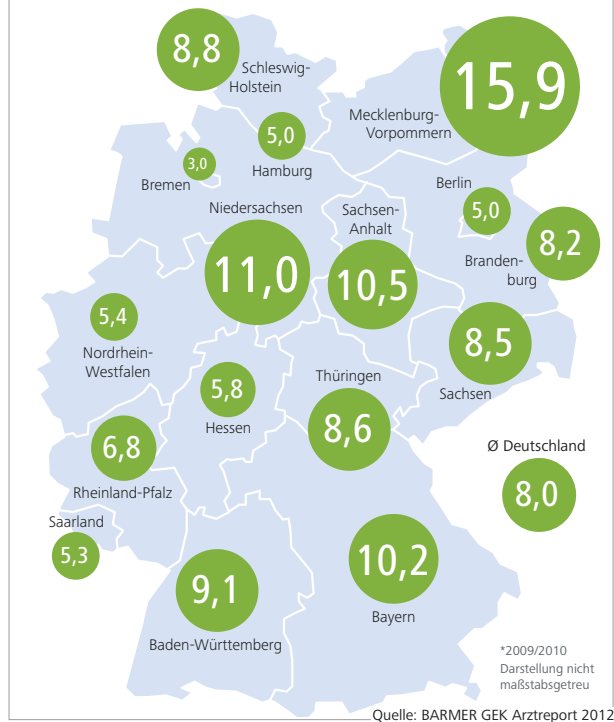 8,8
Schleswig-
Holstein
15,9
Mecklenburg-
Vorpommern
5,0
Hamburg
3,0
Bremen
Berlin
5,0
Niedersachsen
11,0
Sachsen-
Anhalt
10,5
8,2
Branden-
burg
5,4
Nordrhein-
Westfalen
8,5
Sachsen
5,8
Hessen
Thüringen
8,6
6,8
Rheinland-Pfalz
Ø Deutschland
8,0
Saarland
5,3
9,1
Baden-Württemberg
10,2
Bayern
*2009/2010
Darstellung nicht
maßstabsgetreu
Quelle: BARMER GEK Arztreport 2012